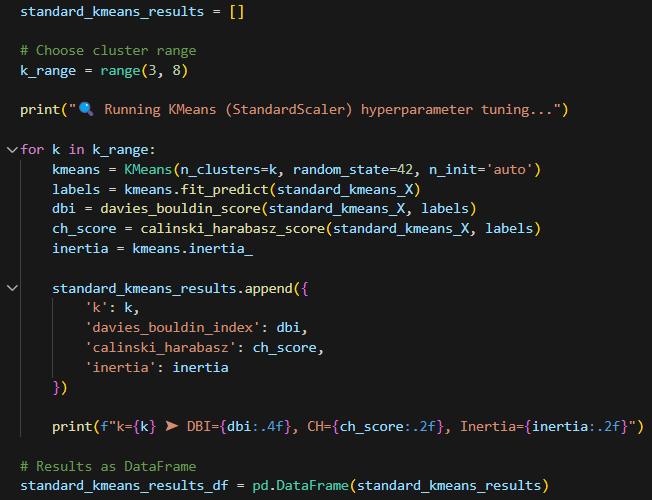 standard_kmeans_results = []

# Choose cluster range
k_range = range(3, 8)

print("🔍 Running KMeans (StandardScaler) hyperparameter tuning...")

for k in k_range:
    kmeans = KMeans(n_clusters=k, random_state=42, n_init='auto')
    labels = kmeans.fit_predict(standard_kmeans_X)
    dbi = davies_bouldin_score(standard_kmeans_X, labels)
    ch_score = calinski_harabasz_score(standard_kmeans_X, labels)
    inertia = kmeans.inertia_

    standard_kmeans_results.append({
        'k': k,
        'davies_bouldin_index': dbi,
        'calinski_harabasz': ch_score,
        'inertia': inertia
    })

    print(f"k={k} ➤ DBI={dbi:.4f}, CH={ch_score:.2f}, Inertia={inertia:.2f}")

# Results as DataFrame
standard_kmeans_results_df = pd.DataFrame(standard_kmeans_results)